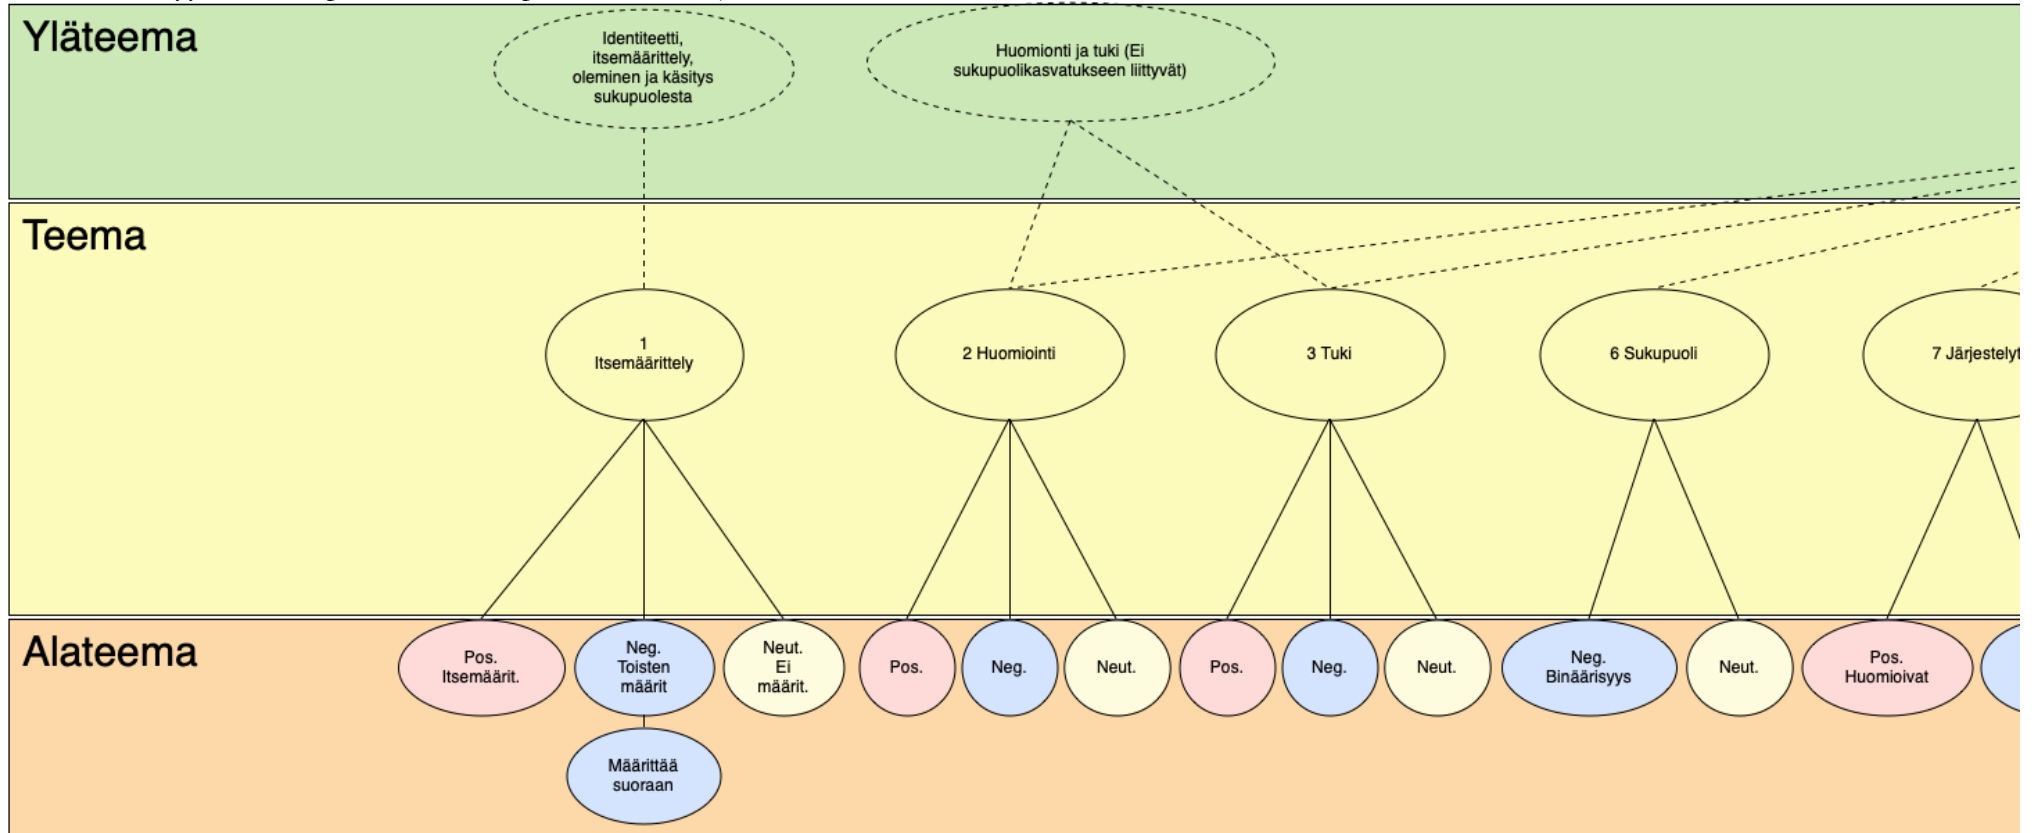 Yläteema
Identiteetti,
itsemäärittely,
oleminen ja käsitys
sukupuolesta
Huomionti ja tuki (Ei
sukupuolikasvatukseen liittyvät)
Teema
1
Itsemäärittely
2 Huomiointi
3 Tuki
6 Sukupuoli
7 Järjestelyt
Alateema
Pos.
Itsemäärit.
Neg.
Toisten
määrit
Neut.
Ei
määrit.
Pos.
Neg.
Neut.
Pos.
Neg.
Neut.
Neg.
Binäärisyys
Neut.
Pos.
Huomioivat
Määrittää
suoraan